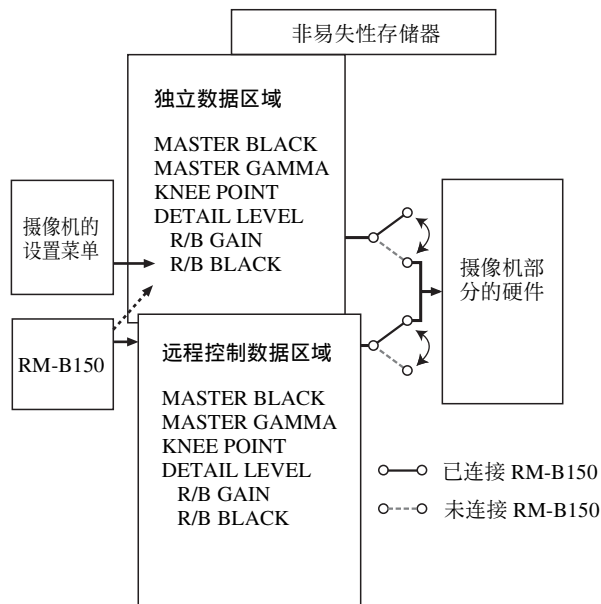 非易失性存储器
独立数据区域
MASTER BLACK
MASTER GAMMA
KNEE POINT
DETAIL LEVEL
R/B GAIN
R/B BLACK
摄像机的
设置菜单
RM-B150
远程控制数据区域
MASTER BLACK
MASTER GAMMA
KNEE POINT
DETAIL LEVEL
R/B GAIN
R/B BLACK
摄像机部
分的硬件
已连接 RM-B150
未连接 RM-B150